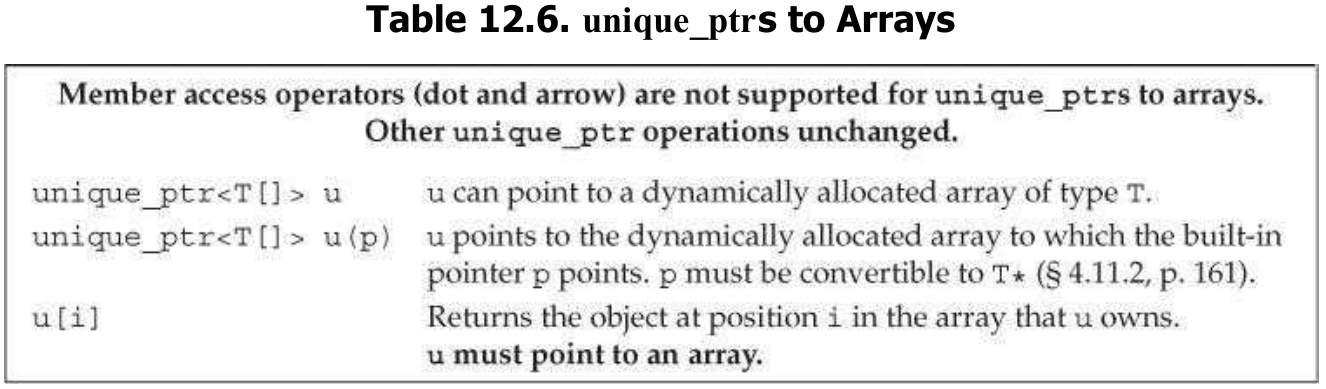 Table 12.6. unique_ptrs to Arrays
Member access operators (dot and arrow) are not supported for unique_ptrs to arrays.
Other unique_ptr operations unchanged.
unique_ptr<T[]> u u can point to a dynamically allocated array of type T.
unique_ptr<T[]> u(p) u points to the dynamically allocated array to which the built-in
pointer p points. p must be convertible to T* (§ 4.11.2, p. 161).
u[i] Returns the object at position i in the array that u owns.
u must point to an array.